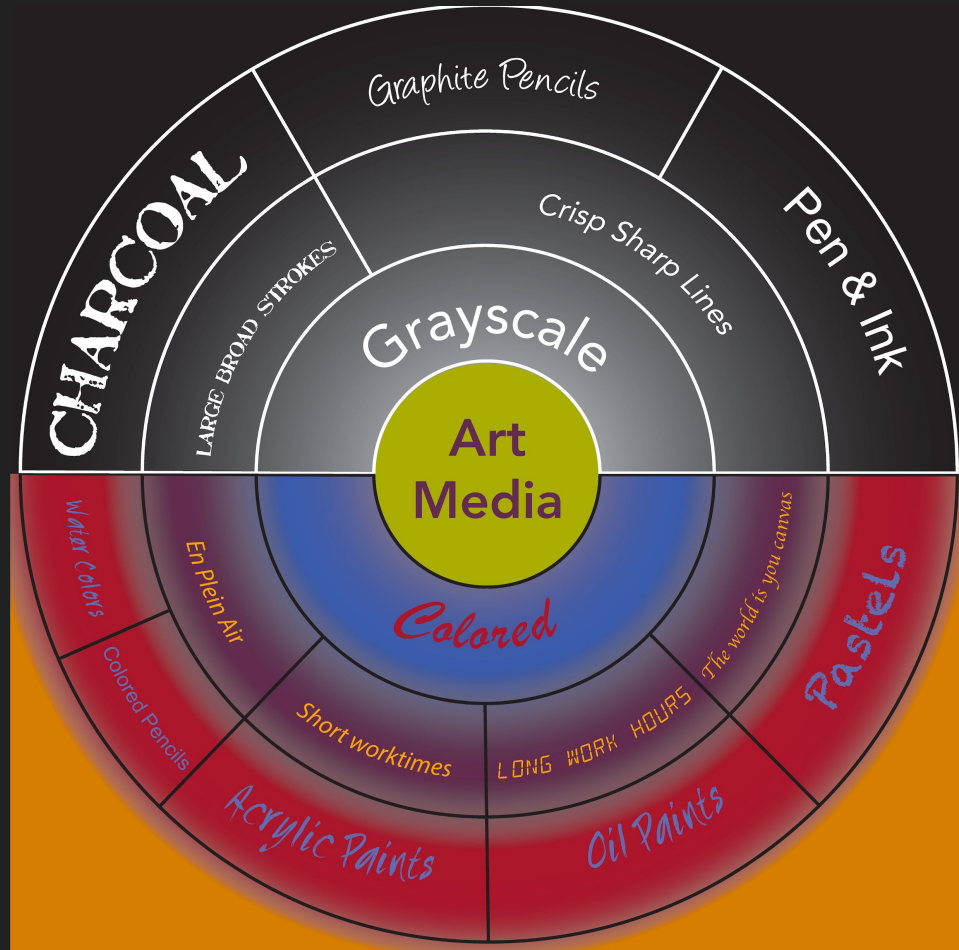 Graphite Pencils
CHARCOAL
Pen & Ink
LARGE BROAD STROKES
Crisp Sharp Lines
Grayscale
Art
Media
Colored
En Plein Air
Short worktimes
LONG WORK HOURS
The world is you canvas
Water Colors
Colored Pencils
Acrylic Paints
Oil Paints
Pastels